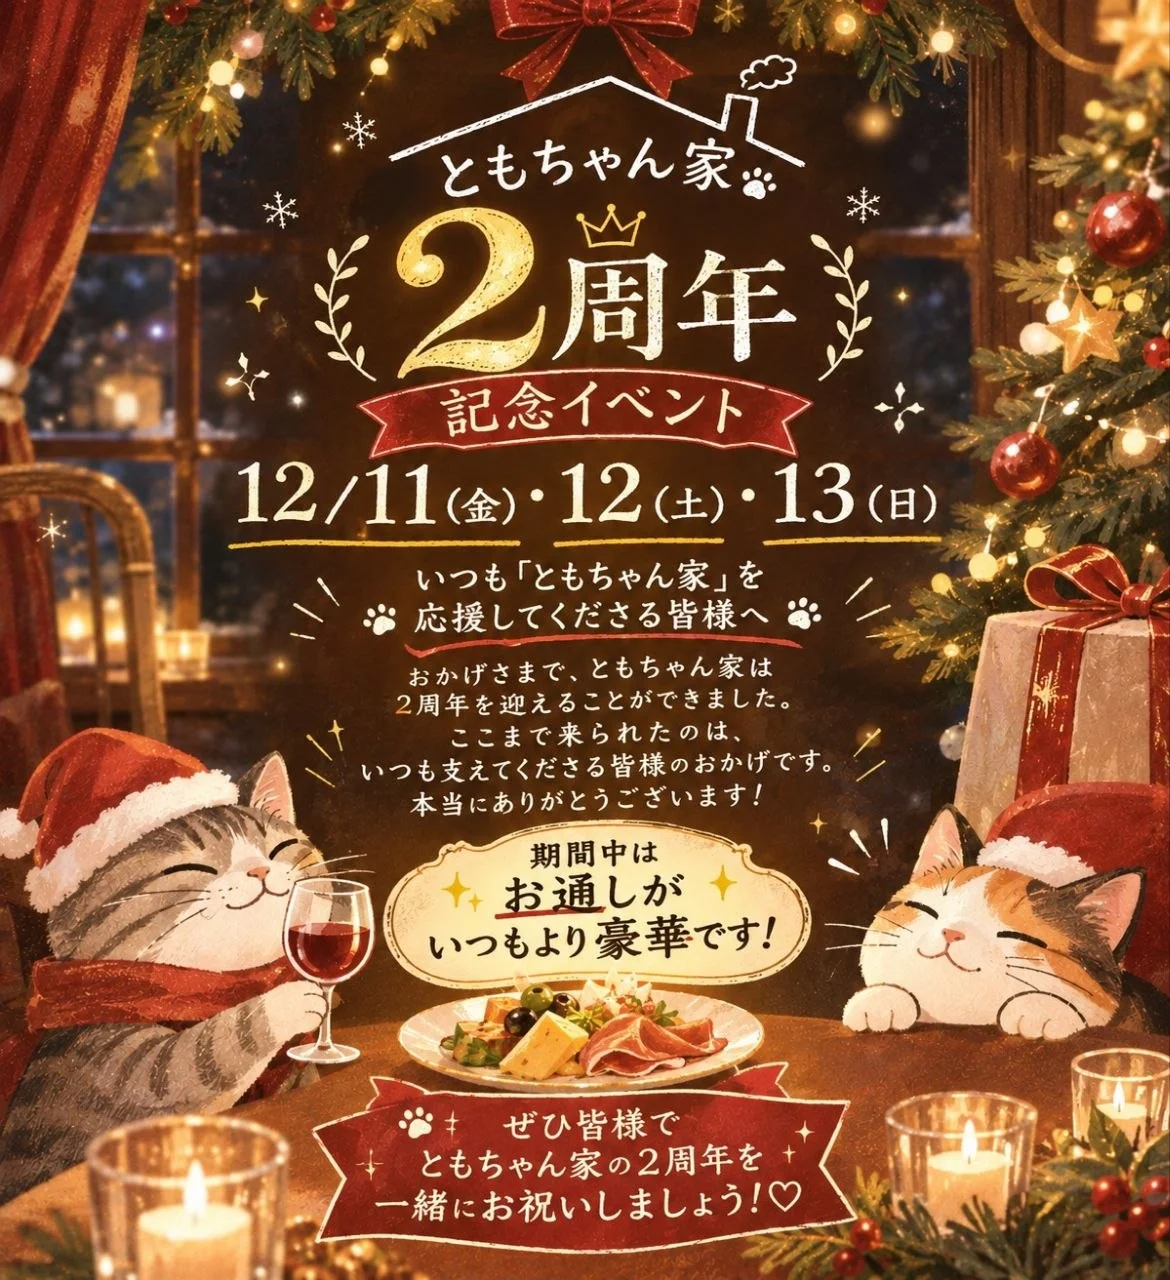 ともちゃん家
2周年
記念イベント
12/11(金)・12(土)・13(日)
いつも「ともちゃん家」を
応援してくださる皆様へ
おかげさまで、ともちゃん家は
2周年を迎えることができました。
ここまで来られたのは、
いつも支えてくださる皆様のおかげです。
本当にありがとうございます!
期間中は
お通しが
いつもより豪華です!
ぜひ皆様で
ともちゃん家の2周年を
一緒にお祝いしましょう!♡